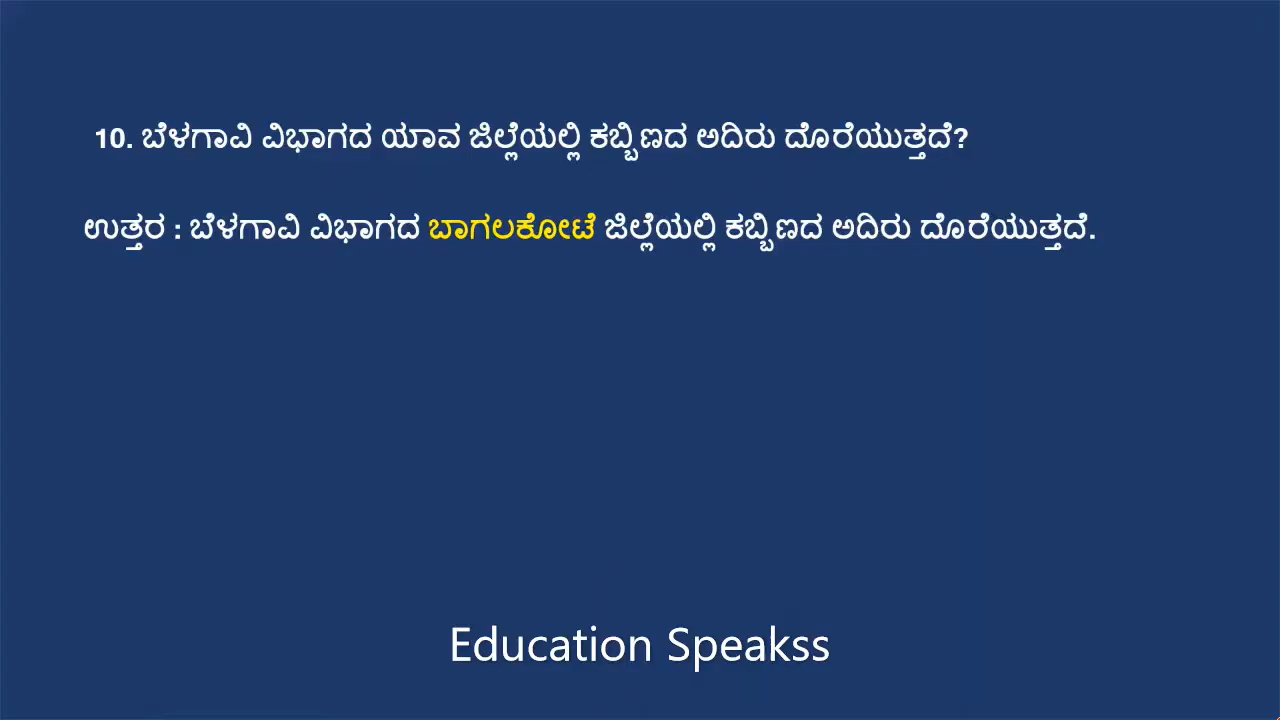 10. ಬೆಳಗಾವಿ ವಿಭಾಗದ ಯಾವ ಜಿಲ್ಲೆಯಲ್ಲಿ ಕಬ್ಬಿಣದ ಅದಿರು ದೊರೆಯುತ್ತದೆ?
ಉತ್ತರ : ಬೆಳಗಾವಿ ವಿಭಾಗದ ಬಾಗಲಕೋಟೆ ಜಿಲ್ಲೆಯಲ್ಲಿ ಕಬ್ಬಿಣದ ಅದಿರು ದೊರೆಯುತ್ತದೆ.
Education Speakss